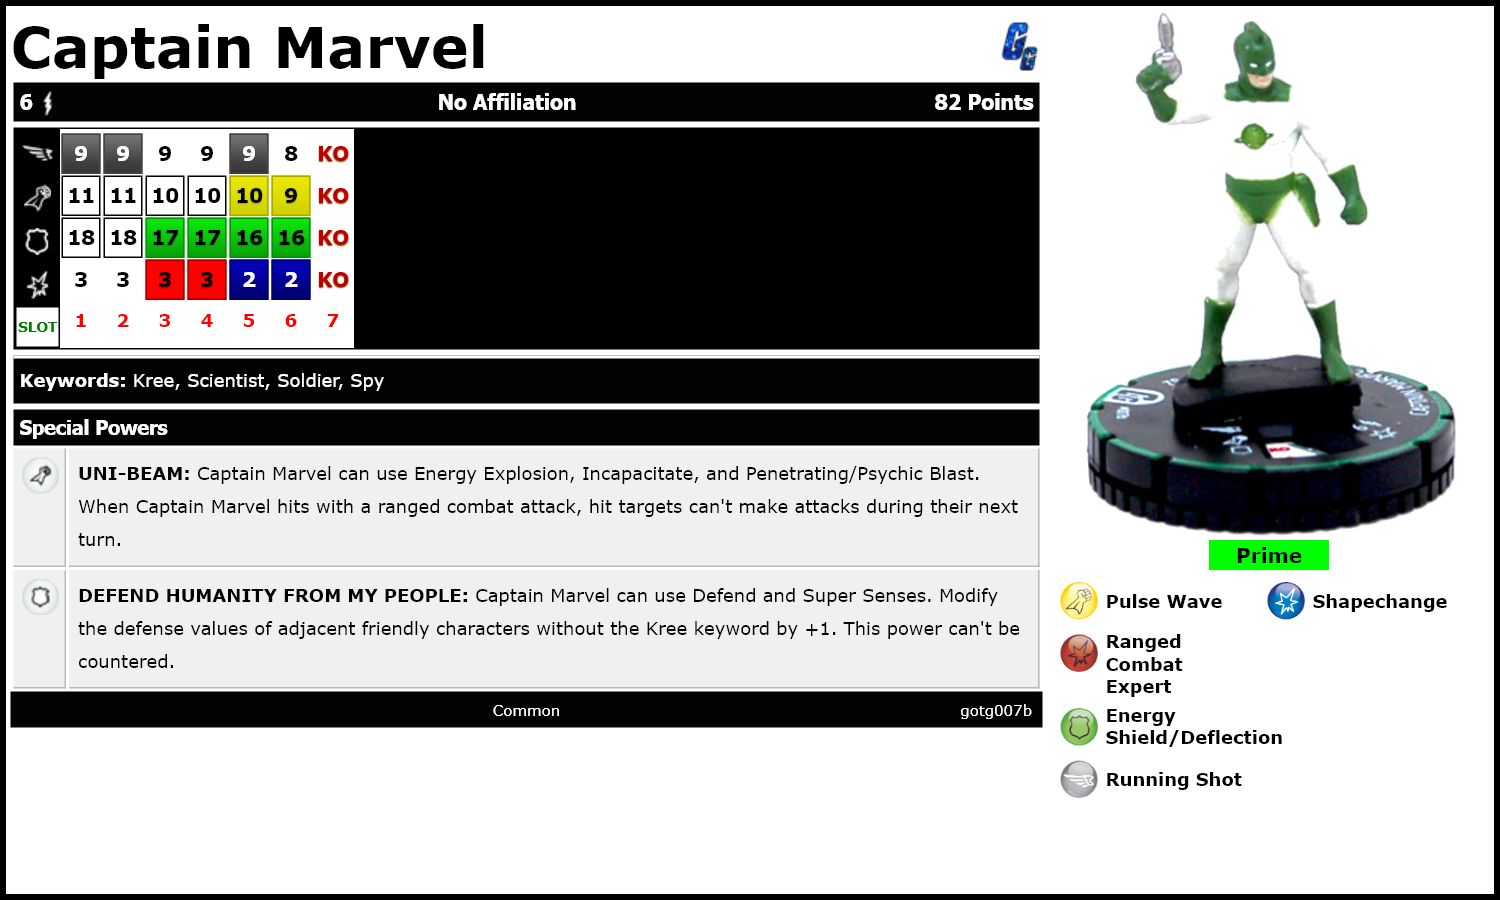 Captain Marvel
GG
6 No Affiliation 82 Points
9 9 9 9 9 8 KO
11 11 10 10 10 9 KO
18 18 17 17 16 16 KO
3 3 3 3 2 2 KO
SLOT 1 2 3 4 5 6 7
Keywords: Kree, Scientist, Soldier, Spy
Special Powers
UNI-BEAM: Captain Marvel can use Energy Explosion, Incapacitate, and Penetrating/Psychic Blast.
When Captain Marvel hits with a ranged combat attack, hit targets can't make attacks during their next
turn.
DEFEND HUMANITY FROM MY PEOPLE: Captain Marvel can use Defend and Super Senses. Modify
the defense values of adjacent friendly characters without the Kree keyword by +1. This power can't be
countered.
Common gotg007b
CAPTAIN MARVEL
KO
Prime
Pulse Wave
Shapechange
Ranged
Combat
Expert
Energy
Shield/Deflection
Running Shot